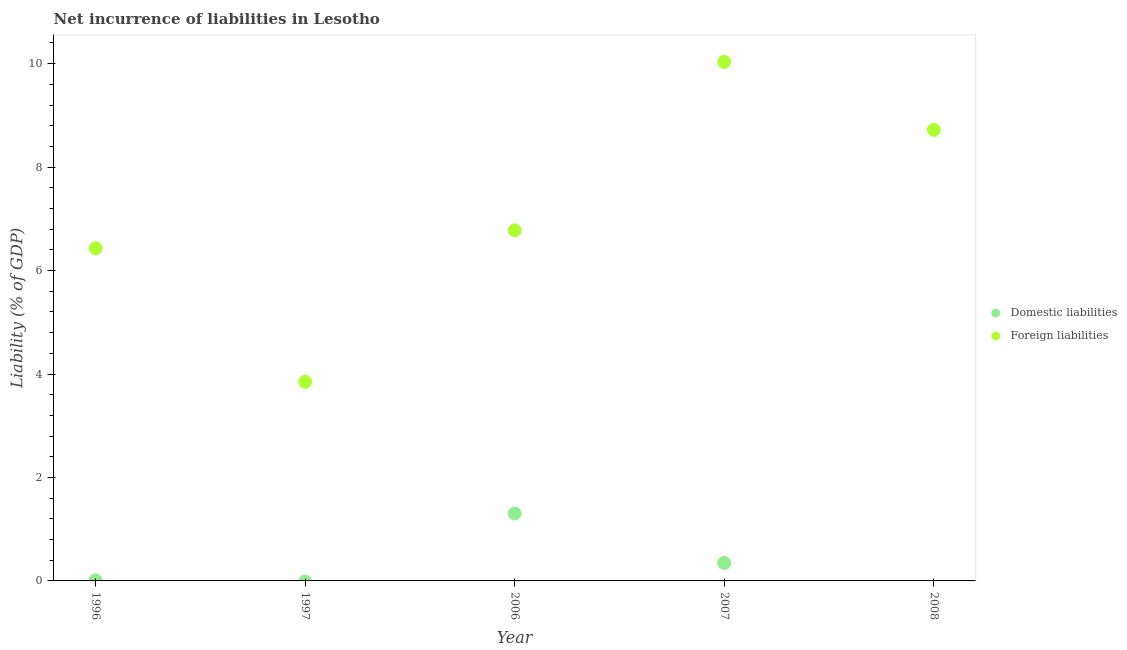 Net incurrence of liabilities in Lesotho
Liability (% of GDP)
10
8
6
4
2
0
1996
1997
2006
2007
2008
Year
Domestic liabilities
Foreign liabilities